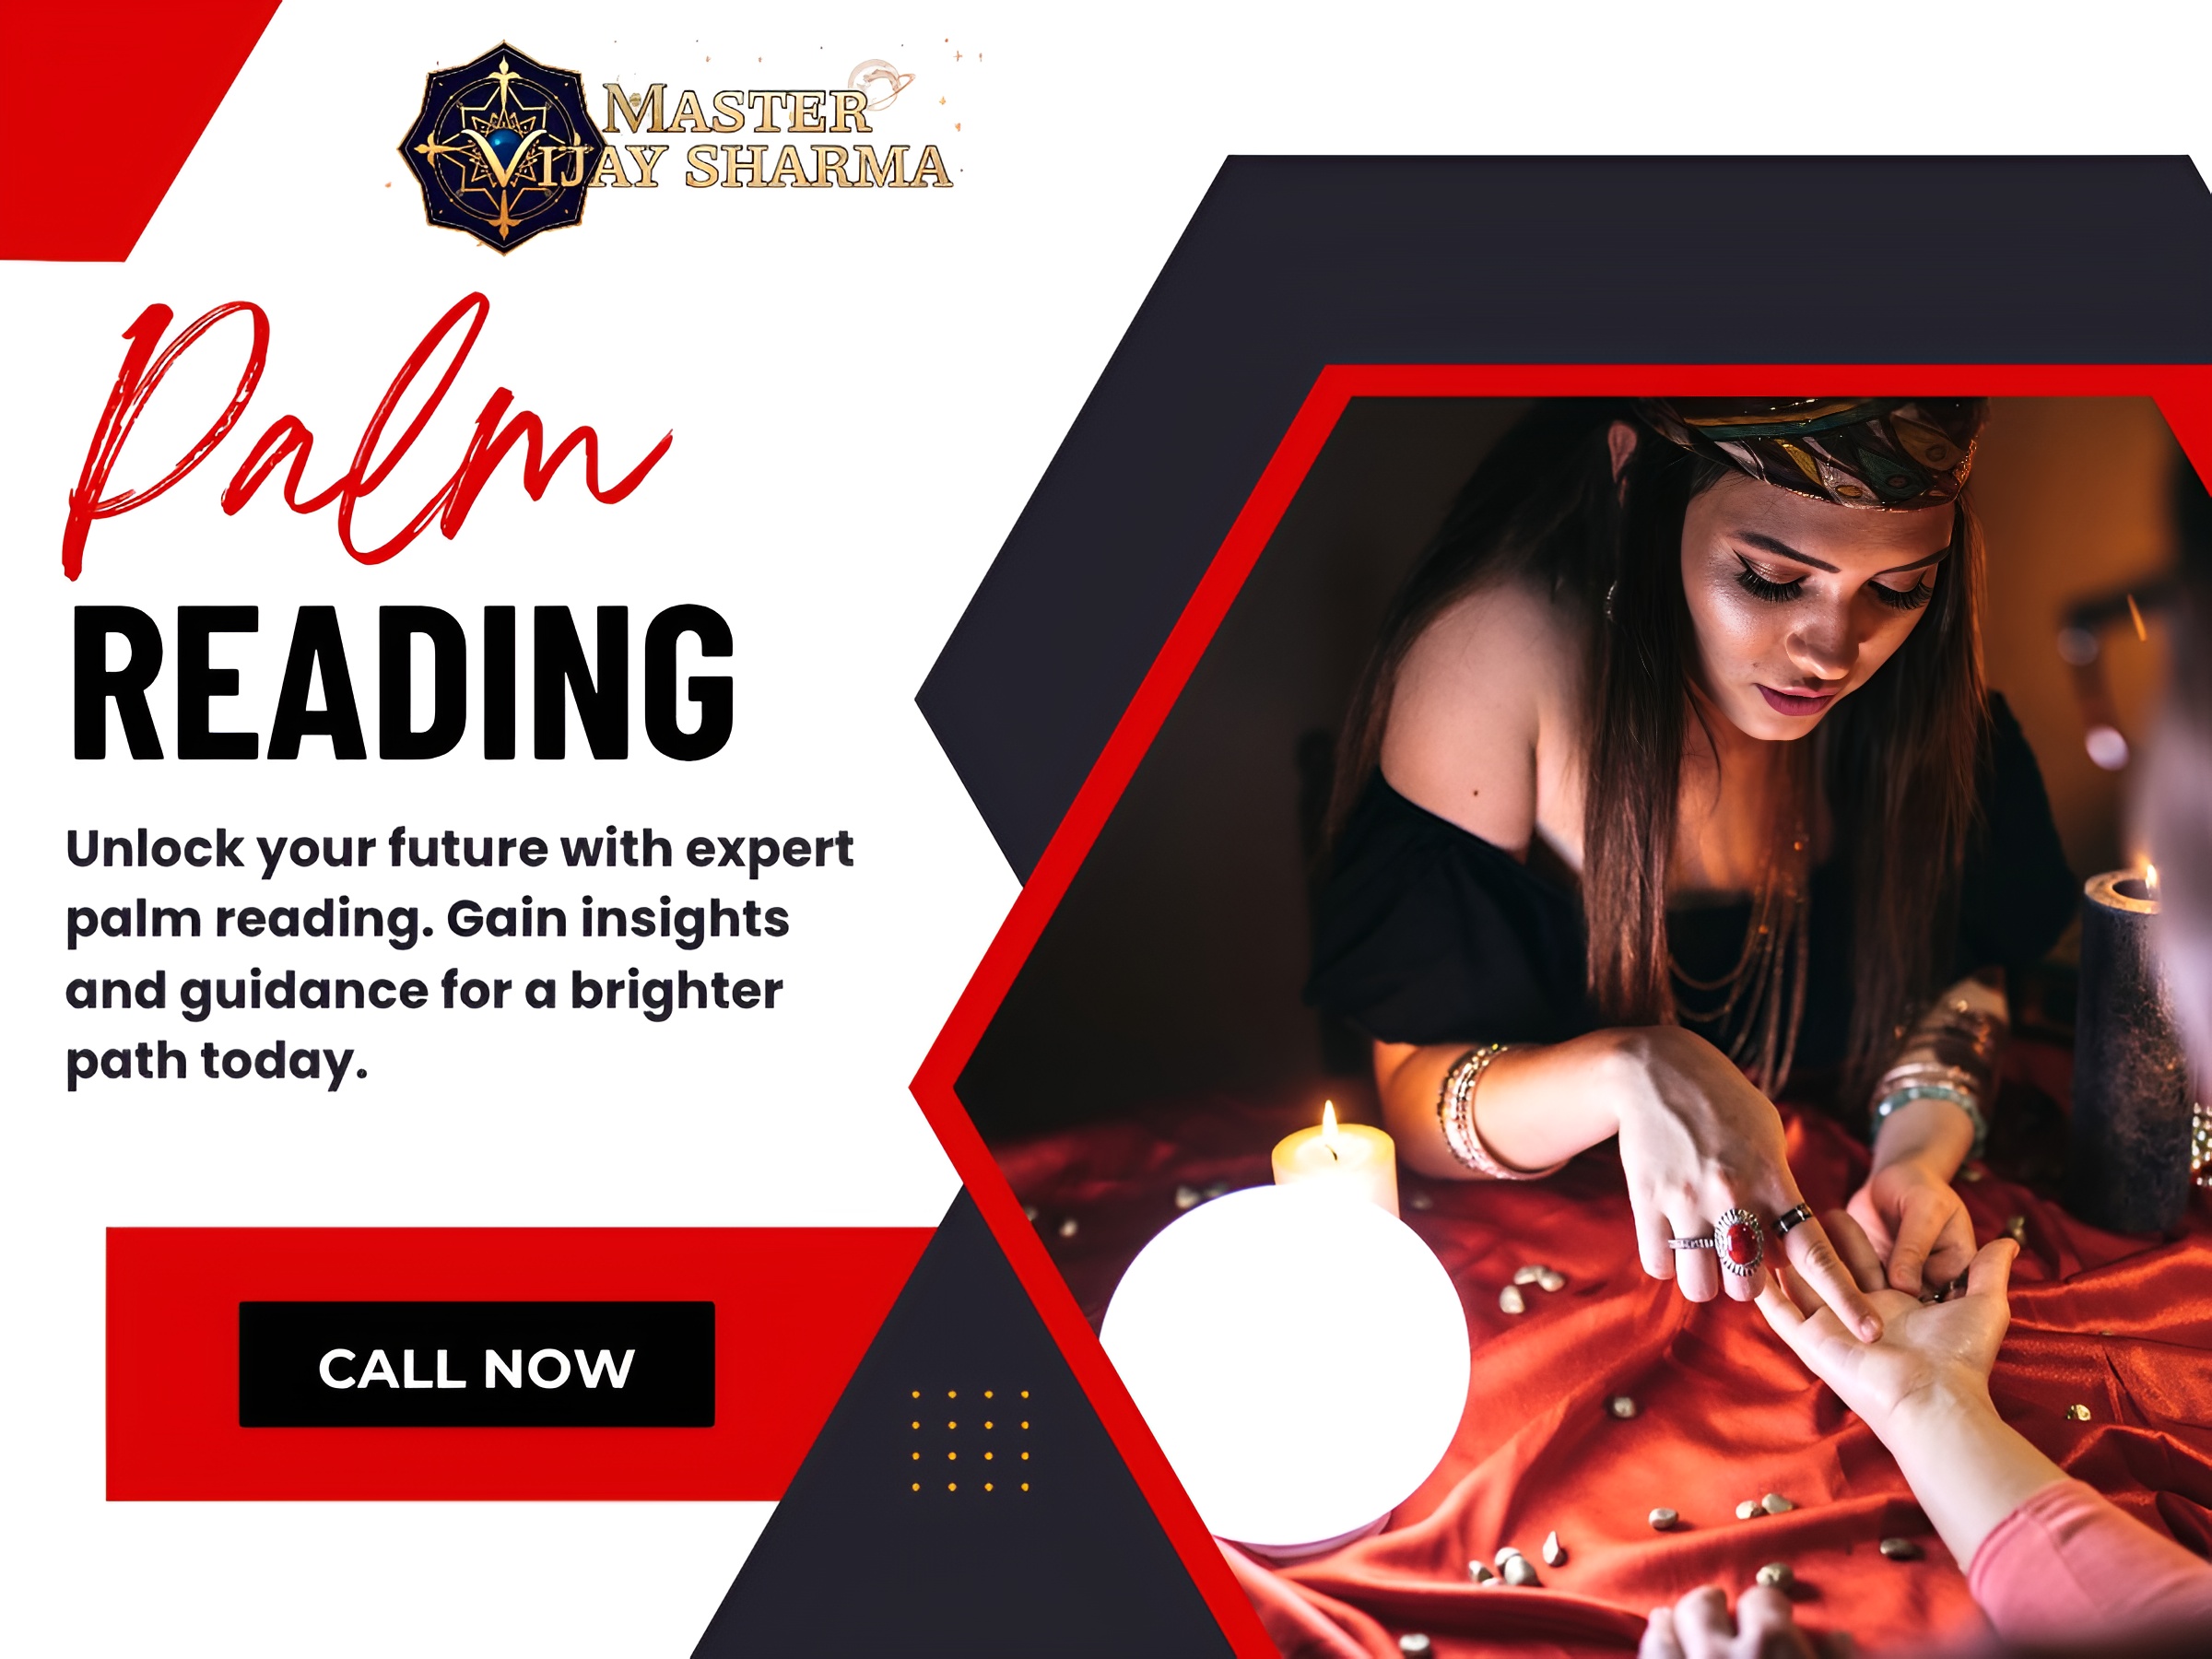 MASTER
VIJAY SHARMA
Palm
READING
Unlock your future with expert
palm reading. Gain insights
and guidance for a brighter
path today.
CALL NOW